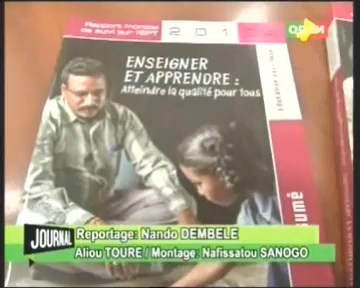 Rapport mondial
de suivi sur l'EPT
201
ENSEIGNER
ET APPRENDRE :
Atteindre la qualité pour tous
JOURNAL
Reportage: Nando DEMBELE
Aliou TOURE / Montage: Nafissatou SANOGO